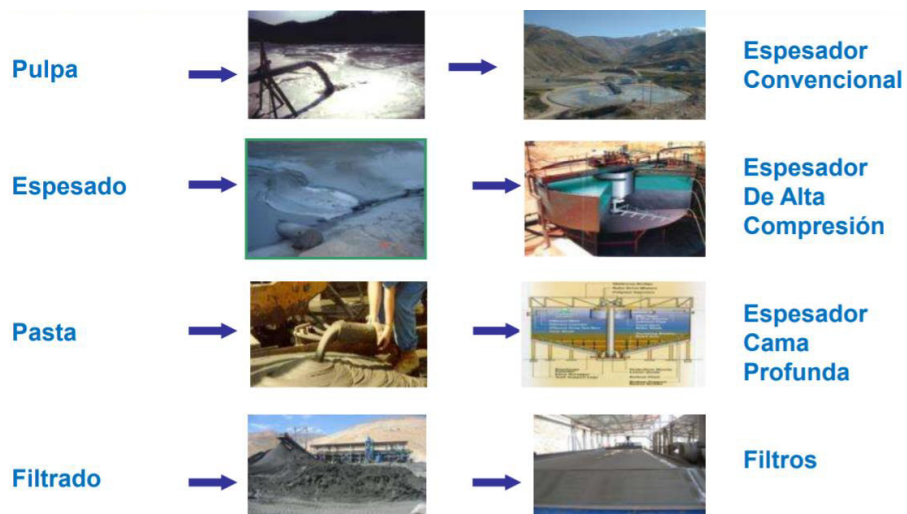 Pulpa
Espesador
Convencional
Espesado
Espesador
De Alta
Compresión
Pasta
Espesador
Cama
Profunda
Filtrado
Filtros